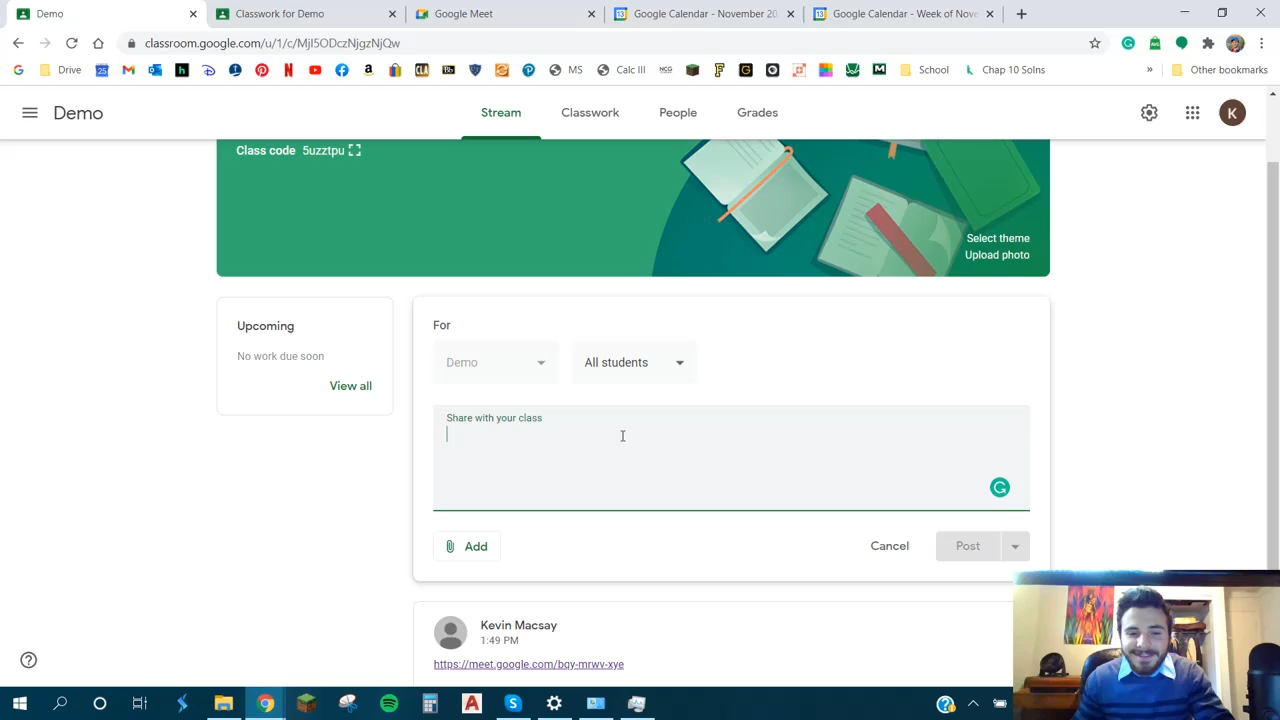 Demo
Classwork for Demo
Google Meet
Google Calendar - November 20
Google Calendar - Week of Nove
classroom.google.com/u/1/c/MjI5ODczNjgzNjQw
Drive
MS
Calc III
School
Chap 10 Solns
»
Other bookmarks
Demo
Stream
Classwork
People
Grades
K
Class code 5uzztpu
Select theme
Upload photo
Upcoming
No work due soon
View all
For
Demo
All students
Share with your class
Add
Cancel
Post
Kevin Macsay
1:49 PM
https://meet.google.com/bqy-mrwv-xye